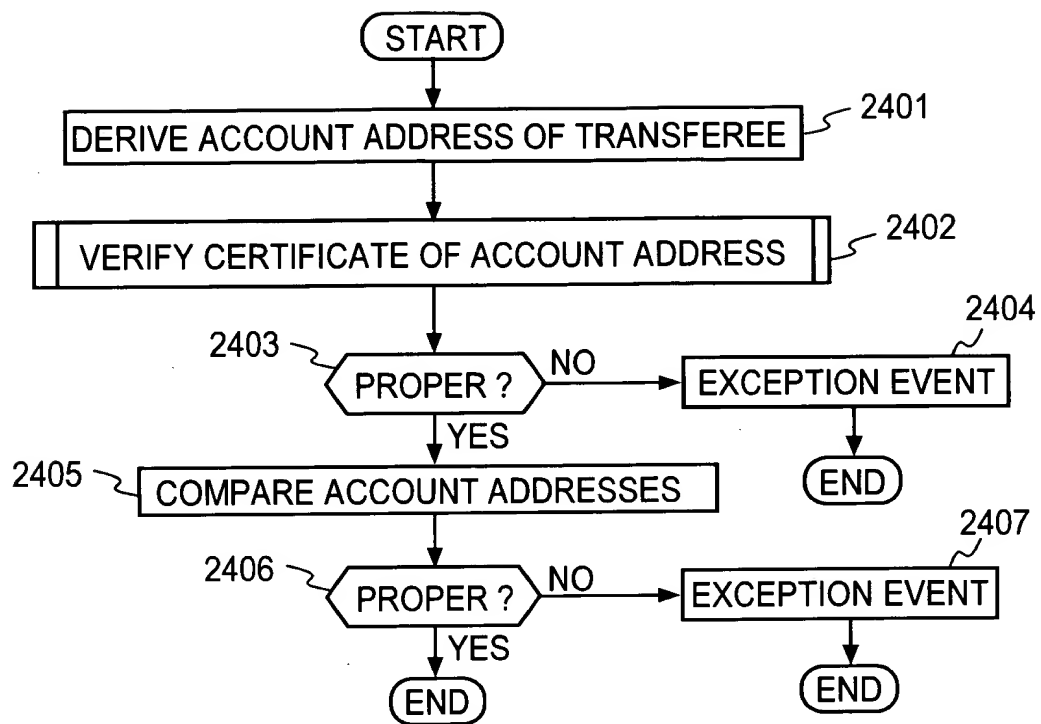 START
2401
DERIVE ACCOUNT ADDRESS OF TRANSFEREE
2402
VERIFY CERTIFICATE OF ACCOUNT ADDRESS
2403
PROPER ?
NO
2404
EXCEPTION EVENT
YES
END
2405
COMPARE ACCOUNT ADDRESSES
2406
PROPER ?
NO
2407
EXCEPTION EVENT
YES
END
END